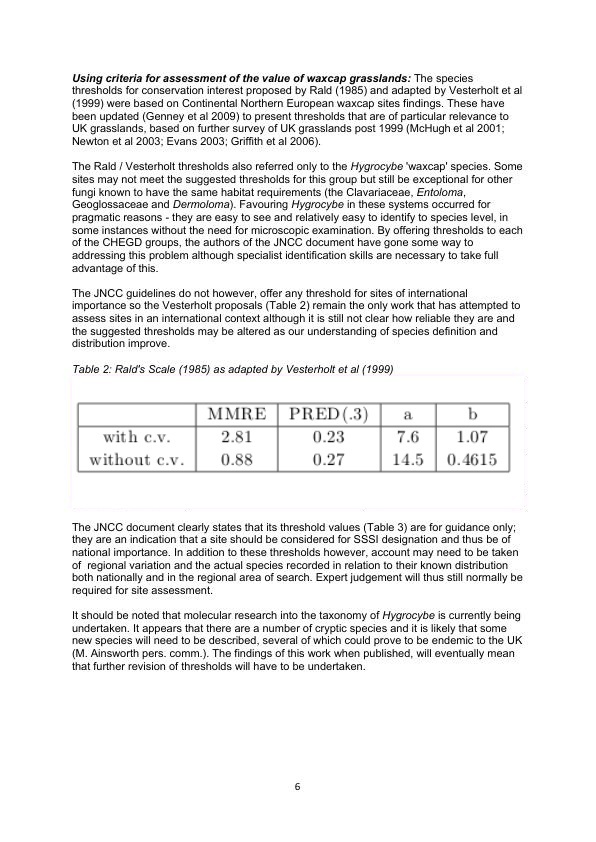 Using criteria for assessment of the value of waxcap grasslands: The species
thresholds for conservation interest proposed by Rald (1985) and adapted by Vesterholt et al
(1999) were based on Continental Northern European waxcap sites findings. These have
been updated (Genney et al 2009) to present thresholds that are of particular relevance to
UK grasslands, based on further survey of UK grasslands post 1999 (McHugh et al 2001;
Newton et al 2003; Evans 2003; Griffith et al 2006).
The Rald / Vesterholt thresholds also referred only to the Hygrocybe 'waxcap' species. Some
sites may not meet the suggested thresholds for this group but still be exceptional for other
fungi known to have the same habitat requirements (the Clavariaceae, Entoloma,
Geoglossaceae and Dermoloma). Favouring Hygrocybe in these systems occurred for
pragmatic reasons - they are easy to see and relatively easy to identify to species level, in
some instances without the need for microscopic examination. By offering thresholds to each
of the CHEGD groups, the authors of the JNCC document have gone some way to
addressing this problem although specialist identification skills are necessary to take full
advantage of this.
The JNCC guidelines do not however, offer any threshold for sites of international
importance so the Vesterholt proposals (Table 2) remain the only work that has attempted to
assess sites in an international context although it is still not clear how reliable they are and
the suggested thresholds may be altered as our understanding of species definition and
distribution improve.
Table 2: Rald's Scale (1985) as adapted by Vesterholt et al (1999)
MMRE PRED(.3) a b
with c.v. 2.81 0.23 7.6 1.07
without c.v. 0.88 0.27 14.5 0.4615
The JNCC document clearly states that its threshold values (Table 3) are for guidance only;
they are an indication that a site should be considered for SSSI designation and thus be of
national importance. In addition to these thresholds however, account may need to be taken
of regional variation and the actual species recorded in relation to their known distribution
both nationally and in the regional area of search. Expert judgement will thus still normally be
required for site assessment.
It should be noted that molecular research into the taxonomy of Hygrocybe is currently being
undertaken. It appears that there are a number of cryptic species and it is likely that some
new species will need to be described, several of which could prove to be endemic to the UK
(M. Ainsworth pers. comm.). The findings of this work when published, will eventually mean
that further revision of thresholds will have to be undertaken.
6